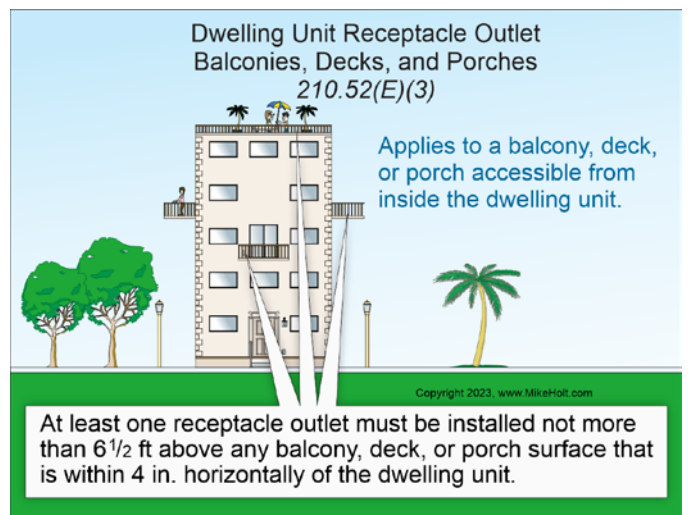 Dwelling Unit Receptacle Outlet
Balconies, Decks, and Porches
210.52(E)(3)
Applies to a balcony, deck,
or porch accessible from
inside the dwelling unit.
Copyright 2023, www.MikeHolt.com
At least one receptacle outlet must be installed not more
than 6 1/2 ft above any balcony, deck, or porch surface that
is within 4 in. horizontally of the dwelling unit.